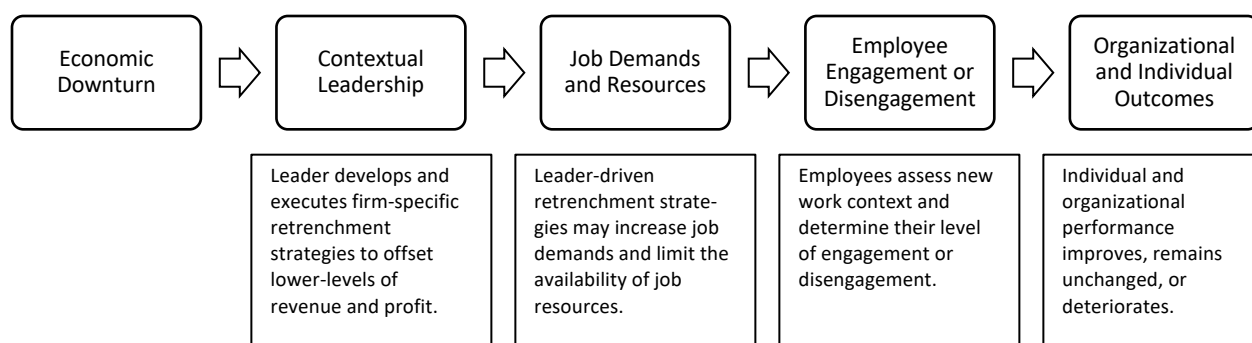 Economic
Downturn
Contextual
Leadership
Job Demands
and Resources
Employee
Engagement or
Disengagement
Organizational
and Individual
Outcomes
Leader develops and
executes firm-specific
retrenchment
strategies to offset
lower-levels of
revenue and profit.
Leader-driven
retrenchment strate-
gies may increase job
demands and limit the
availability of job
resources.
Employees assess new
work context and
determine their level
of engagement or
disengagement.
Individual and
organizational
performance
improves, remains
unchanged, or
deteriorates.